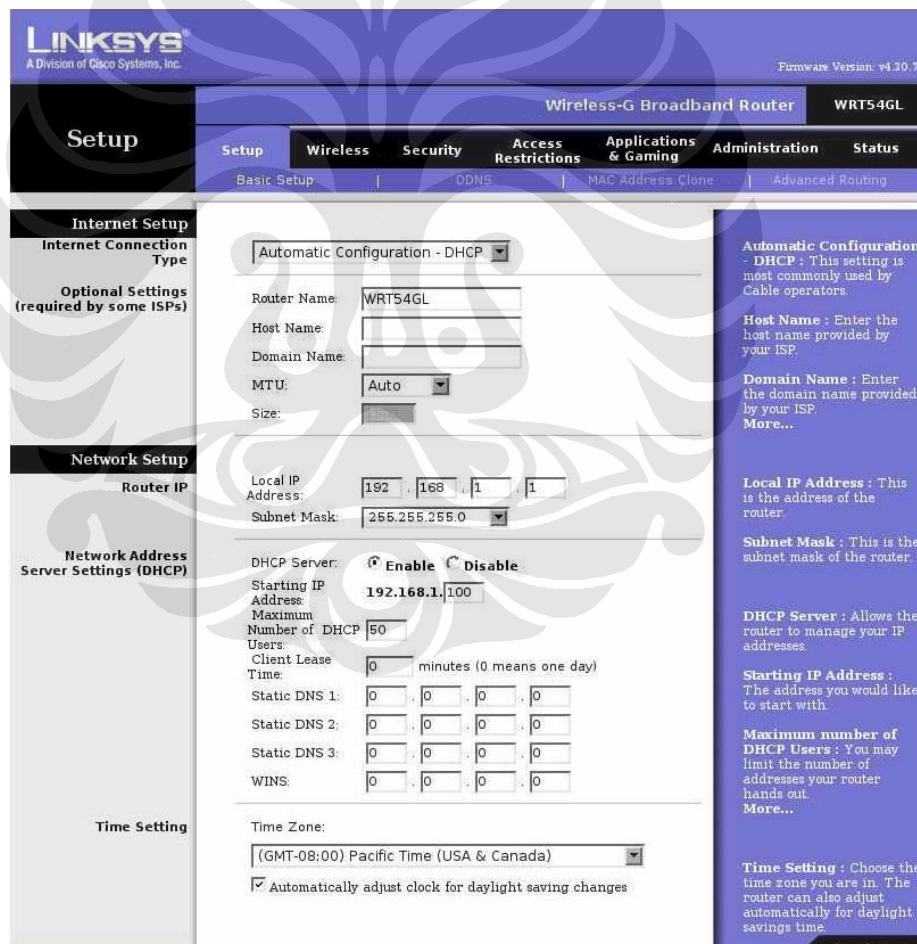 LINKSYS®
A Division of Cisco Systems, Inc.
Firmware Version: v4.30.7
Wireless-G Broadband Router
WRT54GL
Setup
Setup
Wireless
Security
Access Restrictions
Applications & Gaming
Administration
Status
Basic Setup
DDNS
MAC Address Clone
Advanced Routing
Internet Setup
Internet Connection
Type
Automatic Configuration - DHCP
Optional Settings
(required by some ISPs)
Router Name: WRT54GL
Host Name:
Domain Name:
MTU: Auto
Size:
Network Setup
Router IP
Local IP
Address: 192 . 168 . 1 . 1
Subnet Mask: 255.255.255.0
Network Address
Server Settings (DHCP)
DHCP Server: Enable Disable
Starting IP
Address: 192.168.1. 100
Maximum
Number of DHCP 50
Users:
Client Lease
Time: 0 minutes (0 means one day)
Static DNS 1: 0 . 0 . 0 . 0
Static DNS 2: 0 . 0 . 0 . 0
Static DNS 3: 0 . 0 . 0 . 0
WINS: 0 . 0 . 0 . 0
Time Setting
Time Zone:
(GMT-08:00) Pacific Time (USA & Canada)
Automatically adjust clock for daylight saving changes
Automatic Configuration
- DHCP : This setting is
most commonly used by
Cable operators.
Host Name : Enter the
host name provided by
your ISP.
Domain Name : Enter
the domain name provided
by your ISP.
More...
Local IP Address : This
is the address of the
router.
Subnet Mask : This is the
subnet mask of the router.
DHCP Server : Allows the
router to manage your IP
addresses.
Starting IP Address :
The address you would like
to start with.
Maximum number of
DHCP Users : You may
limit the number of
addresses your router
hands out.
More...
Time Setting : Choose the
time zone you are in. The
router can also adjust
automatically for daylight
savings time.